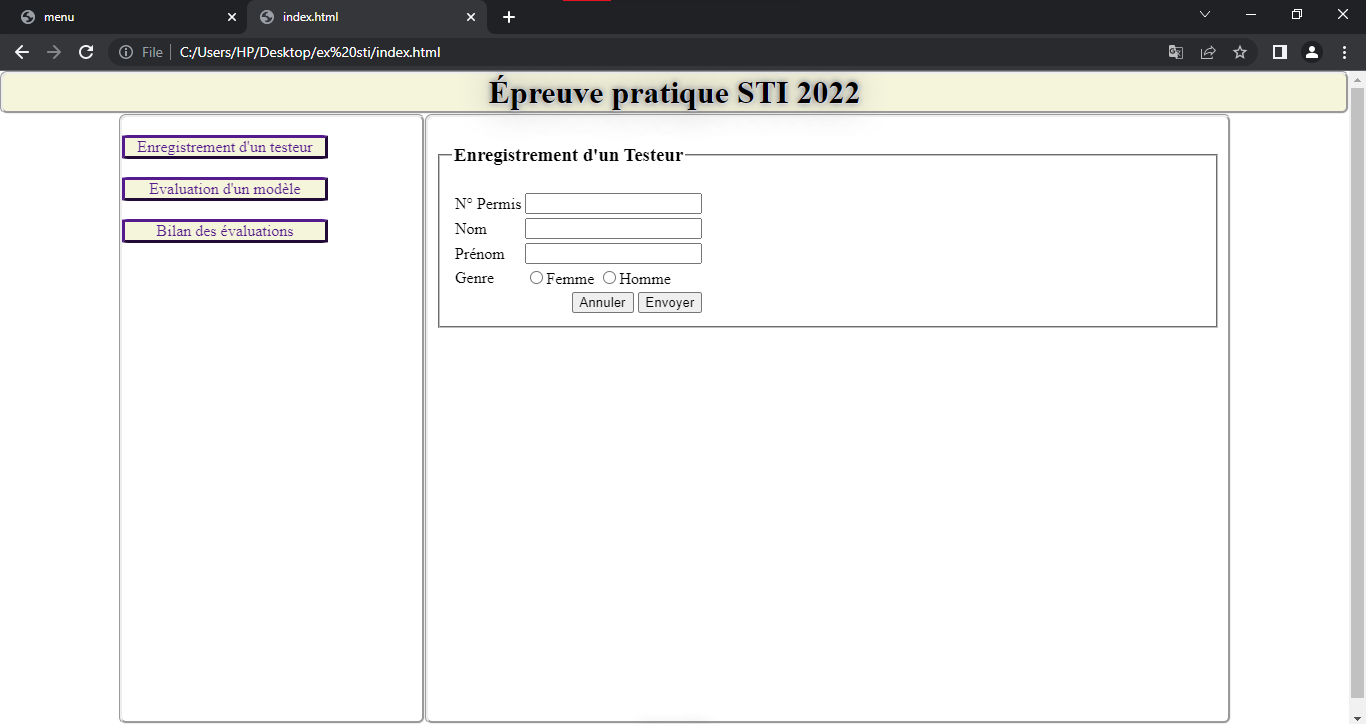 menu
index.html
File
C:/Users/HP/Desktop/ex%20sti/index.html
Épreuve pratique STI 2022
Enregistrement d'un testeur
Evaluation d'un modèle
Bilan des évaluations
Enregistrement d'un Testeur
N° Permis
Nom
Prénom
Genre Femme Homme
Annuler Envoyer